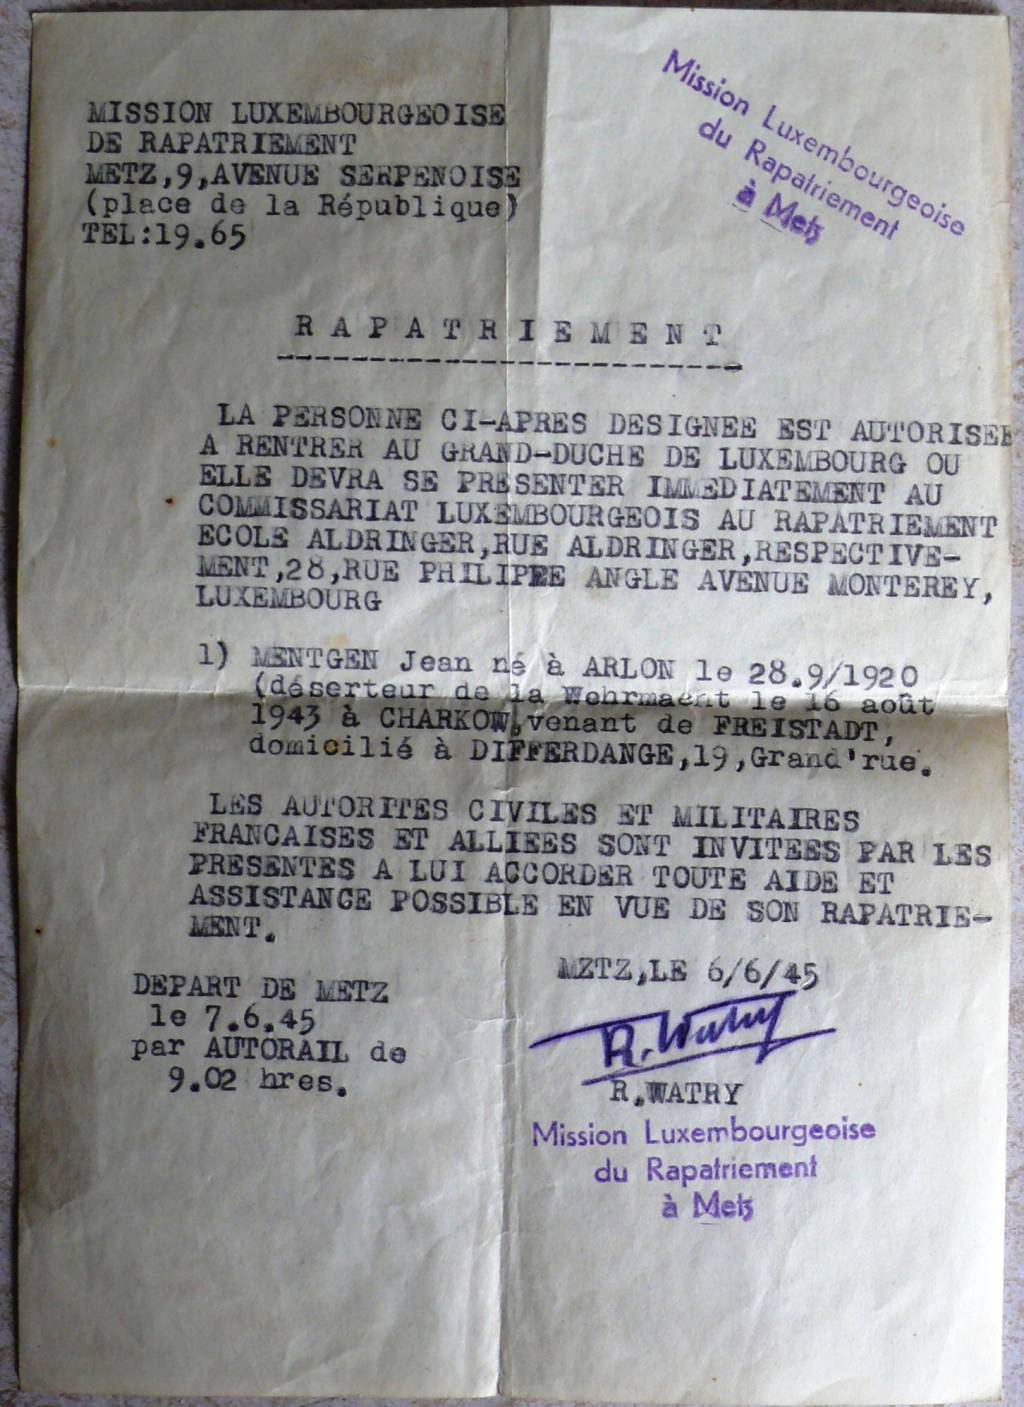 MISSION LUXEMBOURGEOISE
DE RAPATRIEMENT
METZ,9,AVENUE SERPENOISE
(place de la République)
TEL:19.65
Mission Luxembourgeoise
du Rapatriement
à Metz
RAPATRIEMENT
LA PERSONNE CI-APRES DESIGNEE EST AUTORISEE
A RENTRER AU GRAND-DUCHE DE LUXEMBOURG OU
ELLE DEVRA SE PRESENTER IMMEDIATEMENT AU
COMMISSARIAT LUXEMBOURGEOIS AU RAPATRIEMENT
ECOLE ALDRINGER,RUE ALDRINGER,RESPECTIVE-
MENT,28,RUE PHILIPPE ANGLE AVENUE MONTEREY,
LUXEMBOURG
1) MENTGEN Jean né à ARLON le 28.9/1920
(déserteur de la Wehrmacht le 16 août
1943 à CHARKOW,venant de FREISTADT,
domicilié à DIFFERDANGE,19,Grand'rue.
LES AUTORITES CIVILES ET MILITAIRES
FRANCAISES ET ALLIEES SONT INVITEES PAR LES
PRESENTES A LUI ACCORDER TOUTE AIDE ET
ASSISTANCE POSSIBLE EN VUE DE SON RAPATRIE-
MENT.
DEPART DE METZ
le 7.6.45
par AUTORAIL de
9.02 hres.
MZTZ,LE 6/6/45
R.Watry
R.WATRY
Mission Luxembourgeoise
du Rapatriement
à Metz